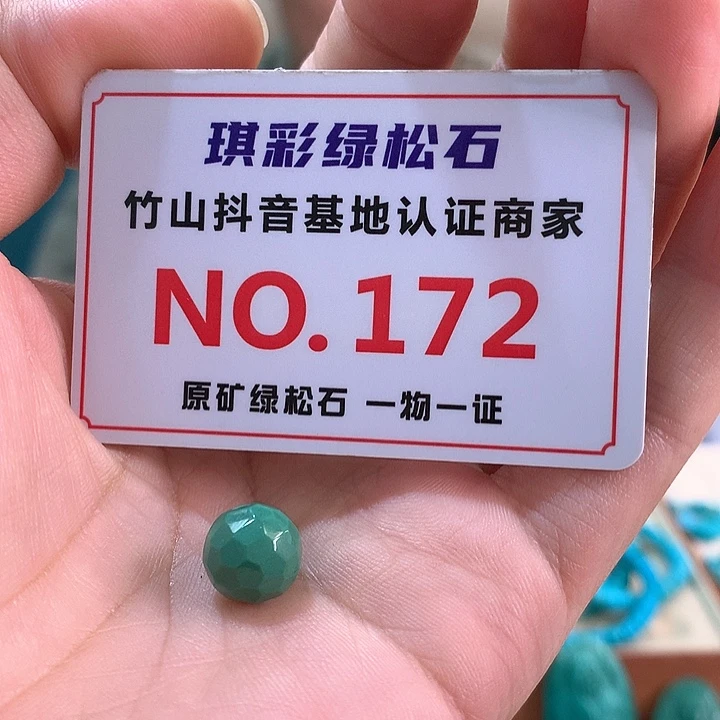 琪彩绿松石
竹山抖音基地认证商家
NO.172
原矿绿松石 一物一证